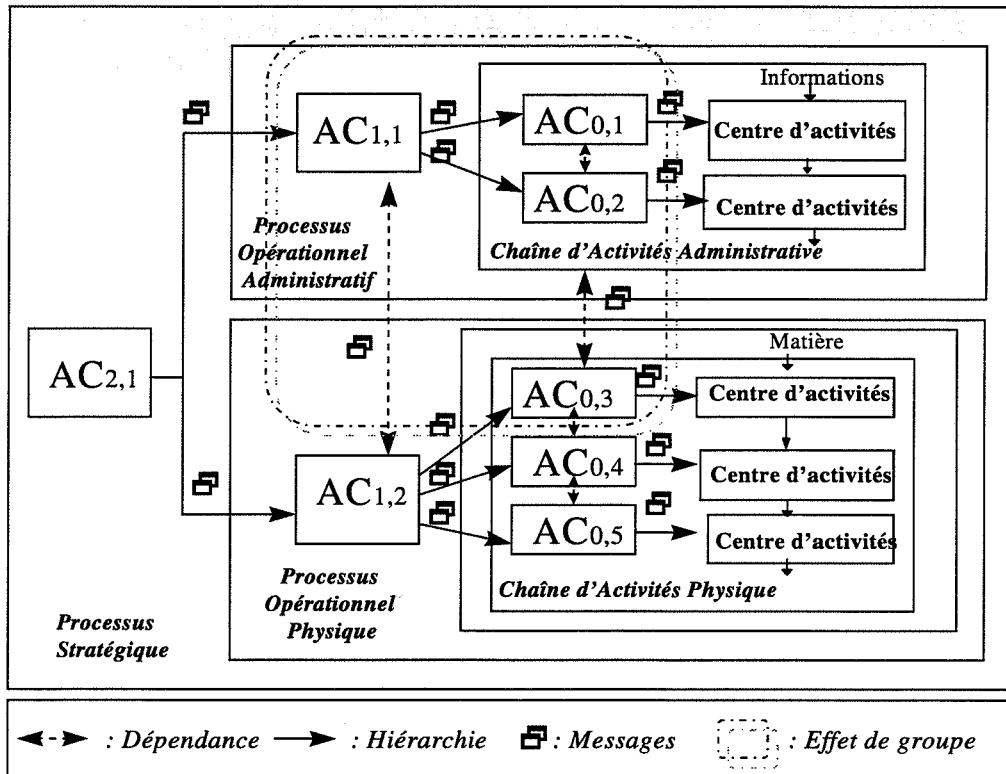 Informations
AC1,1
AC0,1
Centre d'activités
AC0,2
Centre d'activités
Processus
Opérationnel
Administratif
Chaîne d'Activités Administrative
AC2,1
Matière
AC0,3
Centre d'activités
AC1,2
AC0,4
Centre d'activités
AC0,5
Centre d'activités
Processus
Opérationnel
Physique
Chaîne d'Activités Physique
Processus
Stratégique
: Dépendance : Hiérarchie : Messages : Effet de groupe